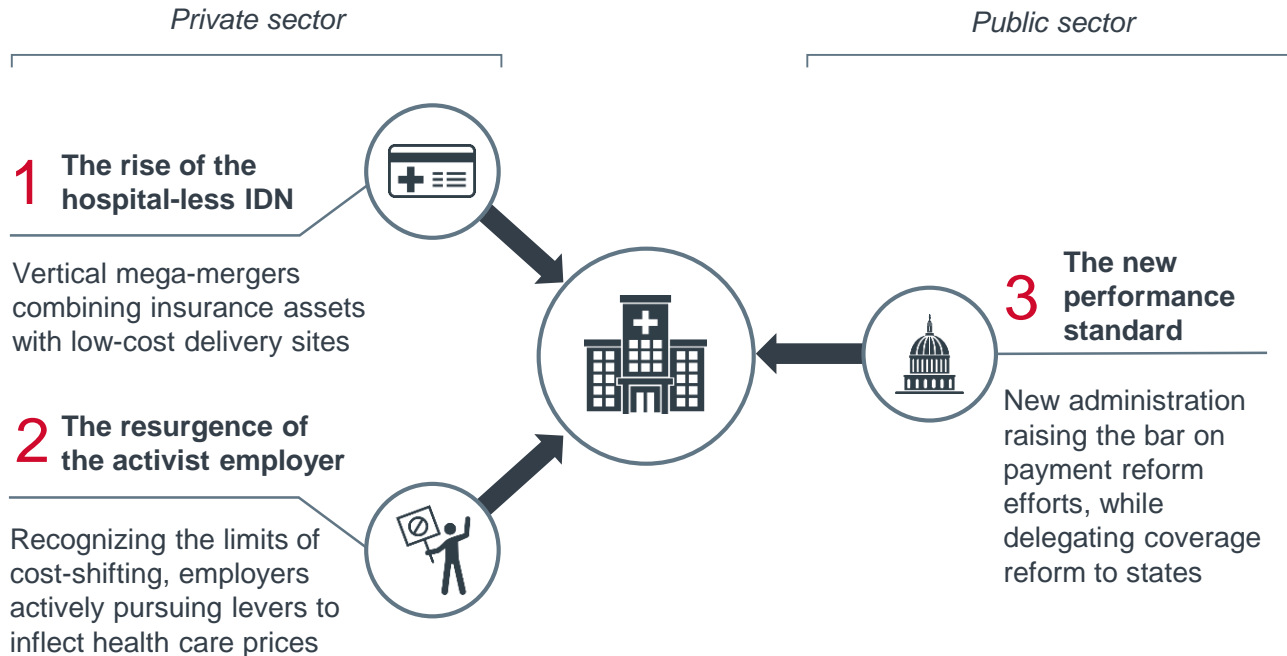 Private sector
Public sector
1
The rise of the
hospital-less IDN
Vertical mega-mergers
combining insurance assets
with low-cost delivery sites
2
The resurgence of
the activist employer
Recognizing the limits of
cost-shifting, employers
actively pursuing levers to
inflect health care prices
3
The new
performance
standard
New administration
raising the bar on
payment reform
efforts, while
delegating coverage
reform to states